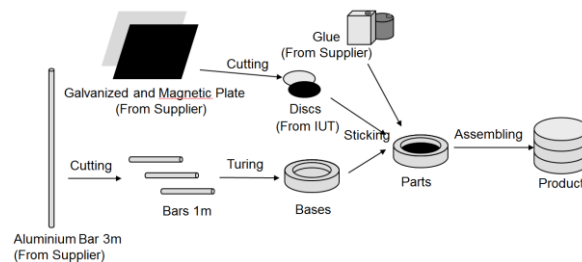 Glue
(From Supplier)
Cutting
Galvanized and Magnetic Plate
(From Supplier)
Discs
(From IUT)
Sticking
Assembling
Cutting
Turing
Parts
Product
Bars 1m
Bases
Aluminium Bar 3m
(From Supplier)